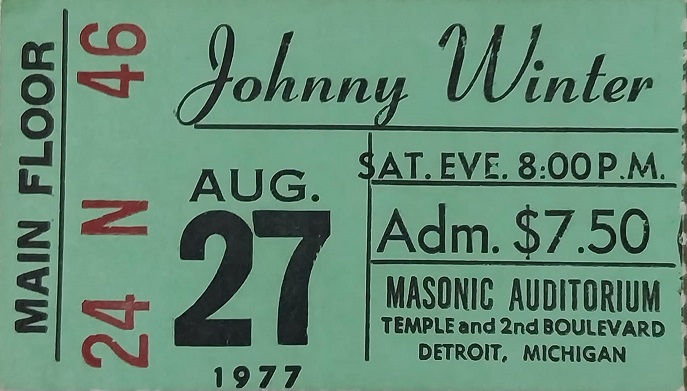 MAIN FLOOR
24 N 46
Johnny Winter
AUG.
27
1977
SAT. EVE. 8:00 P.M.
Adm. $7.50
MASONIC AUDITORIUM
TEMPLE and 2nd BOULEVARD
DETROIT, MICHIGAN